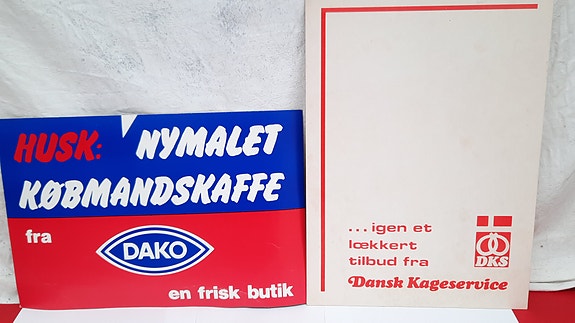 HUSK: NYMALET
KØBMANDSKAFFE
fra
DAKO
en frisk butik
...igen et
lækkert
tilbud fra
DKS
Dansk Kageservice